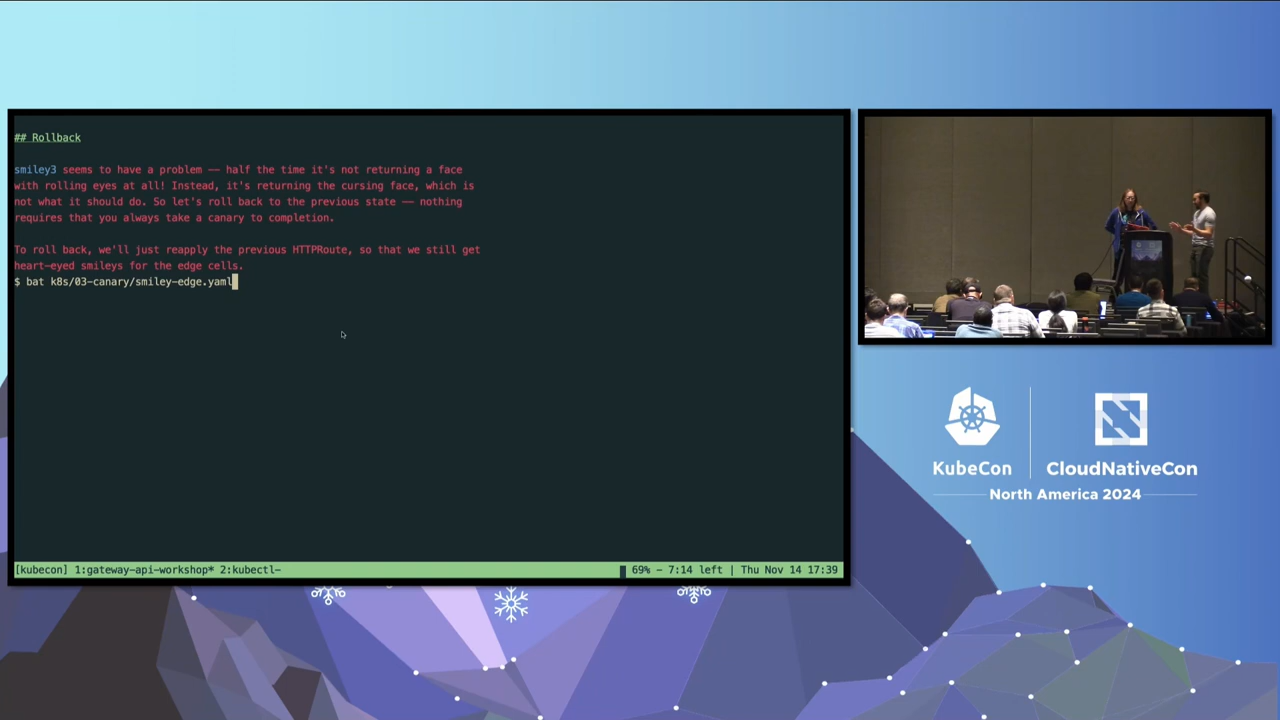 ## Rollback
smiley3 seems to have a problem —— half the time it's not returning a face
with rolling eyes at all! Instead, it's returning the cursing face, which is
not what it should do. So let's roll back to the previous state —— nothing
requires that you always take a canary to completion.
To roll back, we'll just reapply the previous HTTPRoute, so that we still get
heart-eyed smileys for the edge cells.
$ bat k8s/03-canary/smiley-edge.yaml
[kubecon] 1:gateway-api-workshop* 2:kubectl- 69% - 7:14 left | Thu Nov 14 17:39
KubeCon
CloudNativeCon
North America 2024